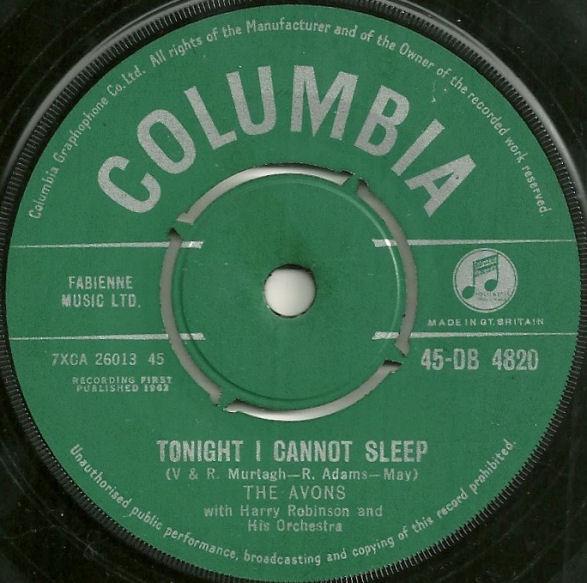 Columbia Graphophone Co. Ltd. All rights of the Manufacturer and of the Owner of the recorded work reserved.
COLUMBIA
FABIENNE
MUSIC LTD.
MADE IN GT. BRITAIN
7XCA 26013 45
45-DB 4820
RECORDING FIRST
PUBLISHED 1962
TONIGHT I CANNOT SLEEP
(V & R. Murtagh—R. Adams—May)
THE AVONS
with Harry Robinson and
His Orchestra
Unauthorised public performance, broadcasting and copying of this record prohibited.